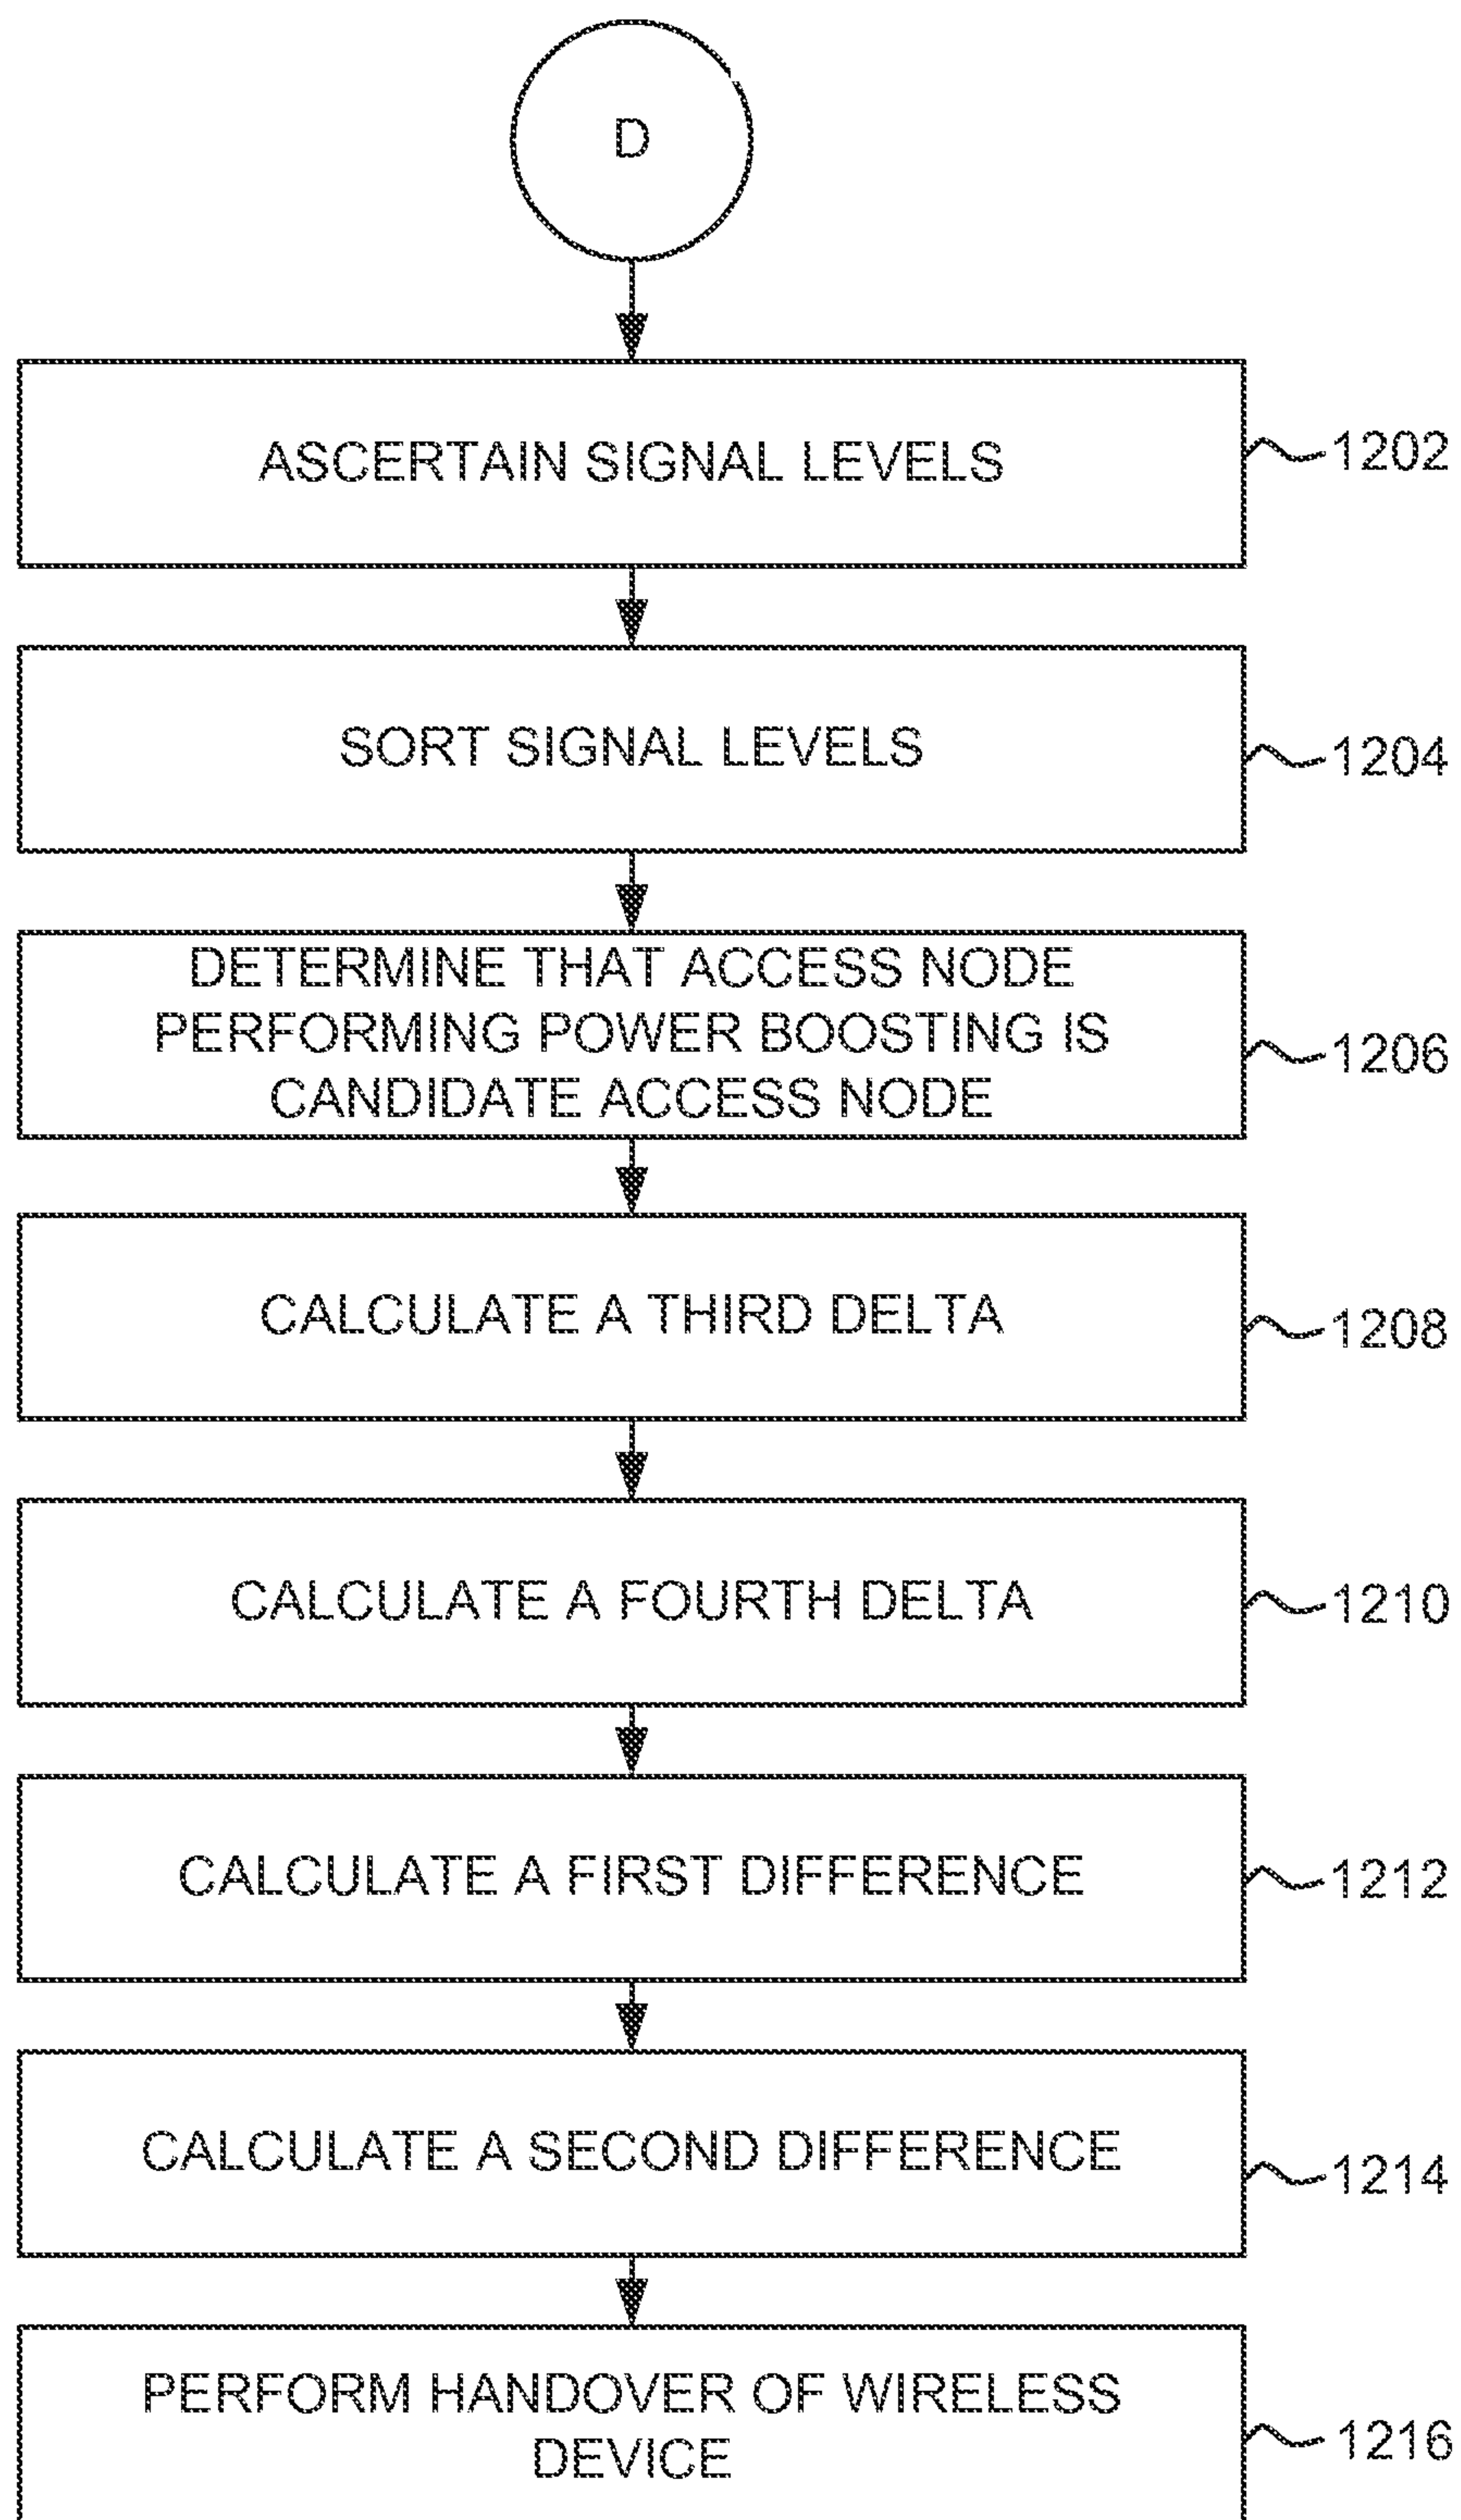 D
ASCERTAIN SIGNAL LEVELS
1202
SORT SIGNAL LEVELS
1204
DETERMINE THAT ACCESS NODE
PERFORMING POWER BOOSTING IS
CANDIDATE ACCESS NODE
1206
CALCULATE A THIRD DELTA
1208
CALCULATE A FOURTH DELTA
1210
CALCULATE A FIRST DIFFERENCE
1212
CALCULATE A SECOND DIFFERENCE
1214
PERFORM HANDOVER OF WIRELESS
DEVICE
1216